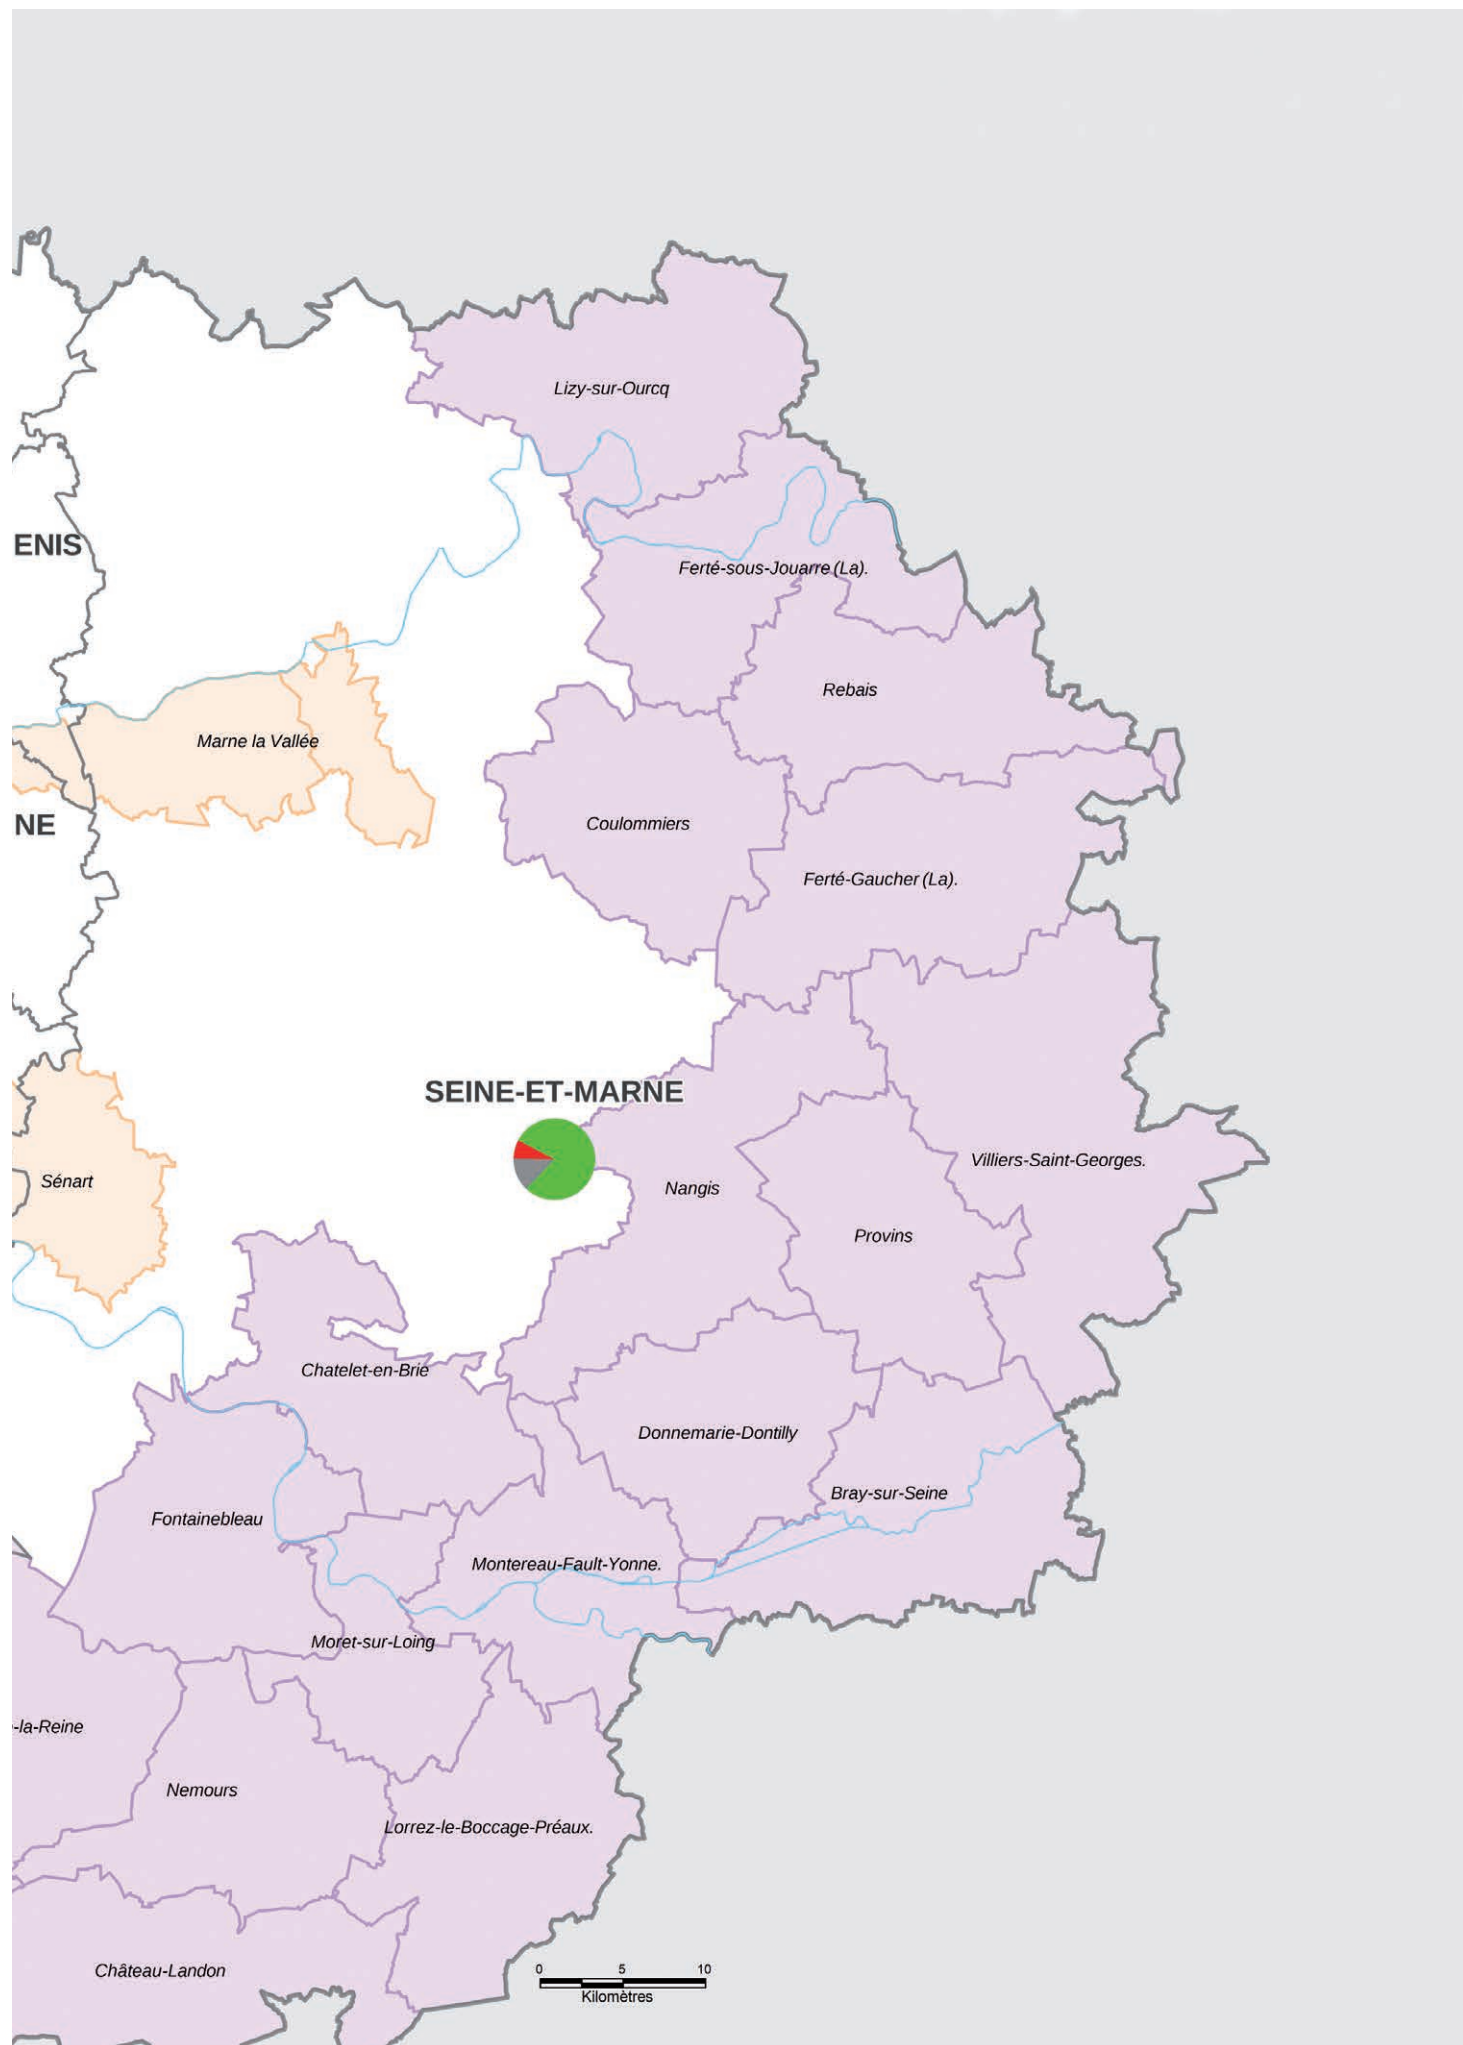 Lizy-sur-Ourcq
ENIS
Ferté-sous-Jouarre (La).
Rebais
Marne la Vallée
NE
Coulommiers
Ferté-Gaucher (La).
SEINE-ET-MARNE
Villiers-Saint-Georges.
Sénart
Nangis
Provins
Chatelet-en-Brie
Donnemarie-Dontilly
Bray-sur-Seine
Fontainebleau
Montereau-Fault-Yonne.
Moret-sur-Loing
-la-Reine
Nemours
Lorrez-le-Boccage-Préaux.
Château-Landon
0 5 10
Kilomètres